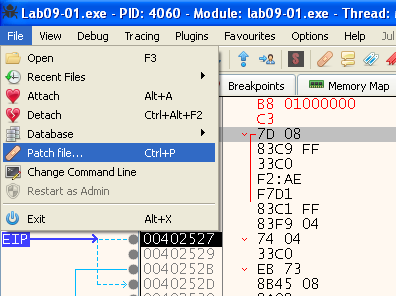 Lab09-01.exe - PID: 4060 - Module: lab09-01.exe - Thread:
File View Debug Tracing Plugins Favourites Options Help Jul
Open F3
Recent Files
Attach Alt+A
Detach Ctrl+Alt+F2
Database
Patch file... Ctrl+P
Change Command Line
Restart as Admin
Exit Alt+X
Breakpoints Memory Map
B8 01000000
C3
7D 08
83C9 FF
33C0
F2:AE
F7D1
83C1 FF
83F9 04
EIP 00402527 74 04
00402529 33C0
0040252B EB 73
0040252D 8B45 08